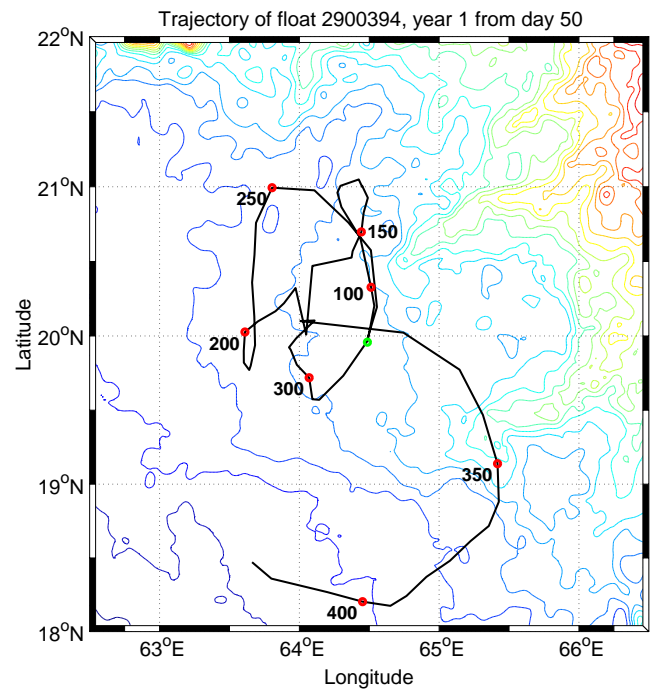 Trajectory of float 2900394, year 1 from day 50
22°N
21°N
20°N
19°N
18°N
Latitude
250
150
100
200
300
350
400
63°E
64°E
65°E
66°E
Longitude